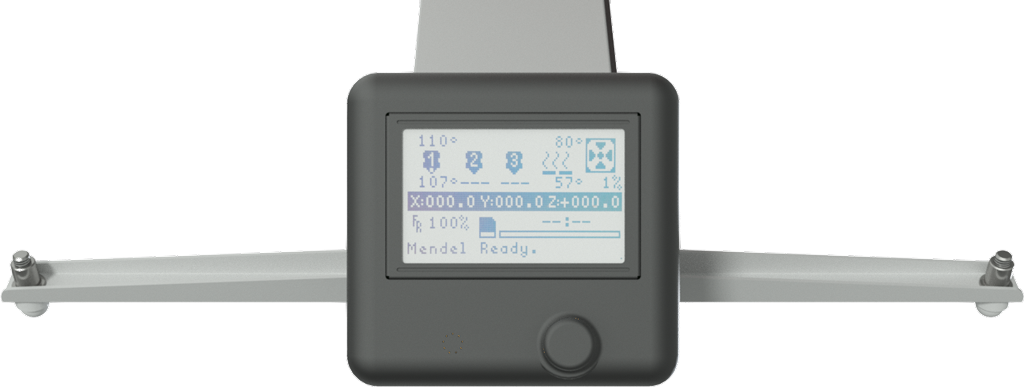 110° 80°
1 2 3
107° --- --- 57° 1%
X:000.0 Y:000.0 Z:+000.0
FR 100% --:--
Mendel Ready.